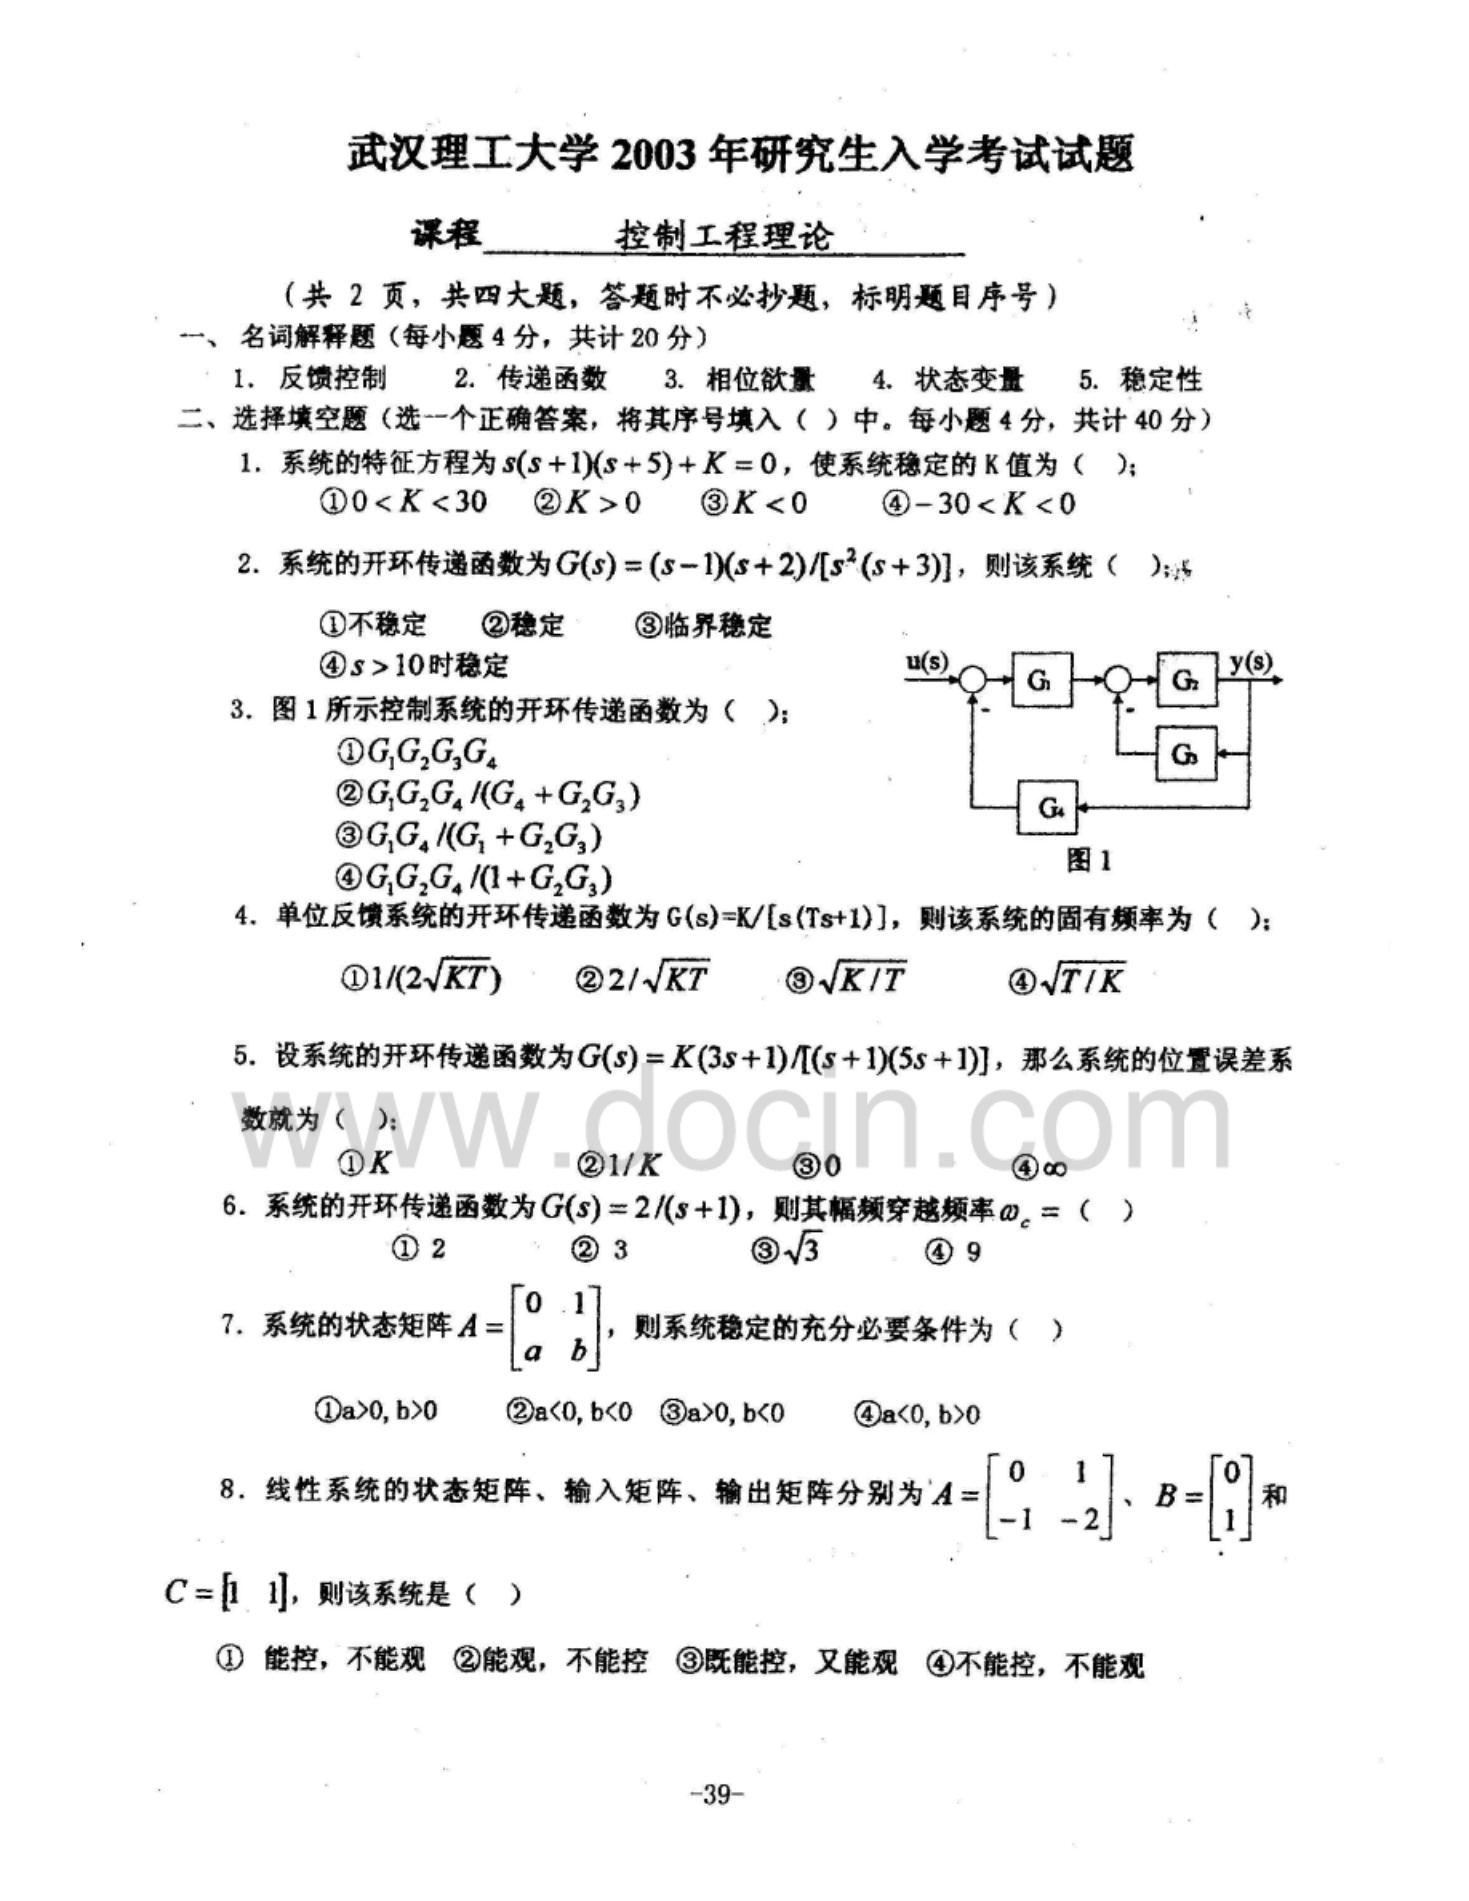 武汉理工大学 2003 年研究生入学考试试题
课程 控制工程理论
（共 2 页，共四大题，答题时不必抄题，标明题目序号）
一、名词解释题（每小题 4 分，共计 20 分）
1. 反馈控制 2. 传递函数 3. 相位欲量 4. 状态变量 5. 稳定性
二、选择填空题（选一个正确答案，将其序号填入（ ）中。每小题 4 分，共计 40 分）
1. 系统的特征方程为 s(s+1)(s+5)+K=0，使系统稳定的 K 值为（ ）；
①0<K<30 ②K>0 ③K<0 ④-30<K<0
2. 系统的开环传递函数为 G(s)=(s-1)(s+2)/[s²(s+3)]，则该系统（ ）；
①不稳定 ②稳定 ③临界稳定
④s>10时稳定
3. 图 1 所示控制系统的开环传递函数为（ ）；
①G₁G₂G₃G₄
②G₁G₂G₄/(G₄+G₂G₃)
③G₁G₄/(G₁+G₂G₃)
④G₁G₂G₄/(1+G₂G₃)
u(s) G₁ G₂ y(s)
- -
G₃
G₄
图 1
4. 单位反馈系统的开环传递函数为 G(s)=K/[s(Ts+1)]，则该系统的固有频率为（ ）；
①1/(2√KT) ②2/√KT ③√K/T ④√T/K
5. 设系统的开环传递函数为 G(s)=K(3s+1)/[(s+1)(5s+1)]，那么系统的位置误差系
数就为（ ）；
①K ②1/K ③0 ④∞
6. 系统的开环传递函数为 G(s)=2/(s+1)，则其幅频穿越频率 ω_c=（ ）
① 2 ② 3 ③√3 ④ 9
7. 系统的状态矩阵 A=[0 1; a b]，则系统稳定的充分必要条件为（ ）
①a>0, b>0 ②a<0, b<0 ③a>0, b<0 ④a<0, b>0
8. 线性系统的状态矩阵、输入矩阵、输出矩阵分别为 A=[0 1; -1 -2]、B=[0; 1]和
C=[1 1]，则该系统是（ ）
① 能控，不能观 ②能观，不能控 ③既能控，又能观 ④不能控，不能观
-39-
www.docin.com